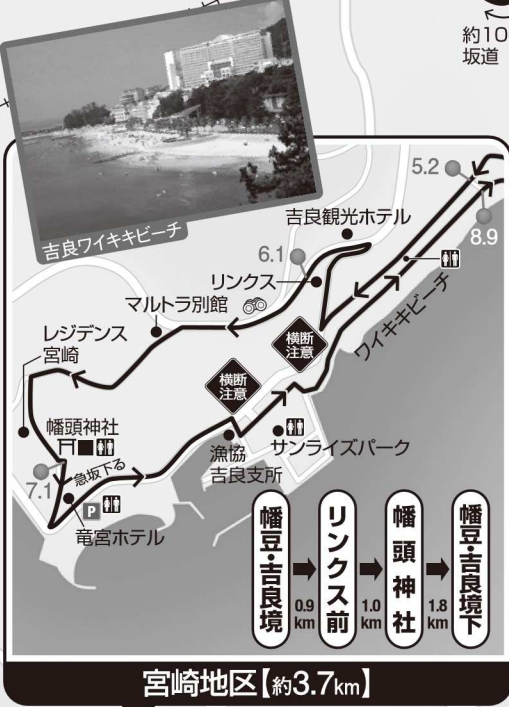 約10
坂道
吉良ワイキキビーチ
5.2
8.9
吉良観光ホテル
6.1
リンクス
マルトラ別館
横断
注意
ワイキキビーチ
レジデンス
宮崎
横断
注意
幡頭神社
サンライズパーク
漁協
吉良支所
急坂下る
7.1
P
竜宮ホテル
幡豆・吉良境
0.9
km
リンクス前
1.0
km
幡頭神社
1.8
km
幡豆・吉良境下
宮崎地区【約3.7km】